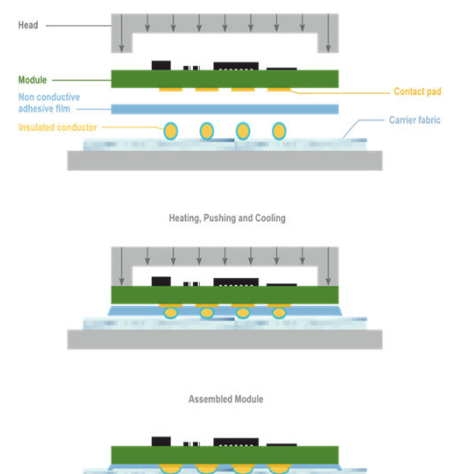 Head
Module
Contact pad
Non conductive
adhesive film
Insulated conductor
Carrier fabric
Heating, Pushing and Cooling
Assembled Module